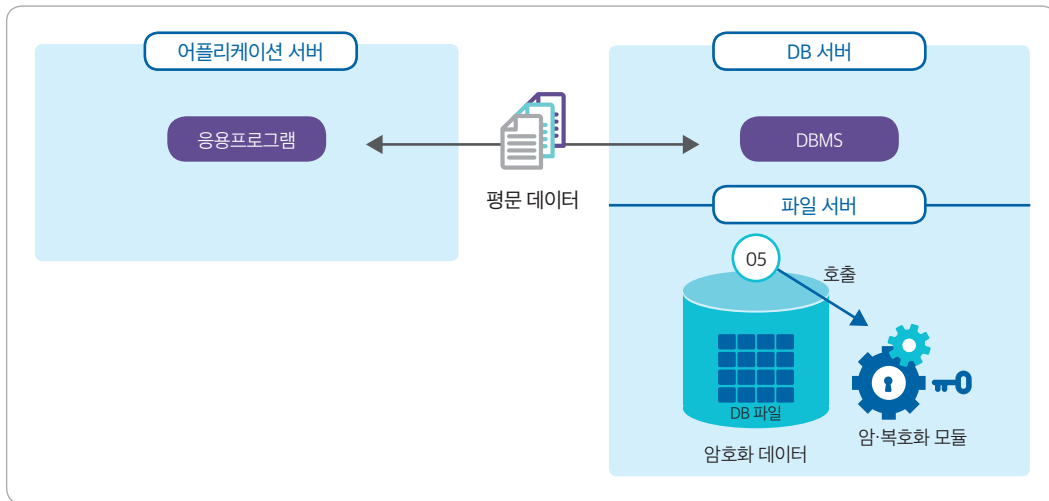 어플리케이션 서버
DB 서버
응용프로그램
DBMS
평문 데이터
파일 서버
05
호출
DB 파일
암·복호화 모듈
암호화 데이터